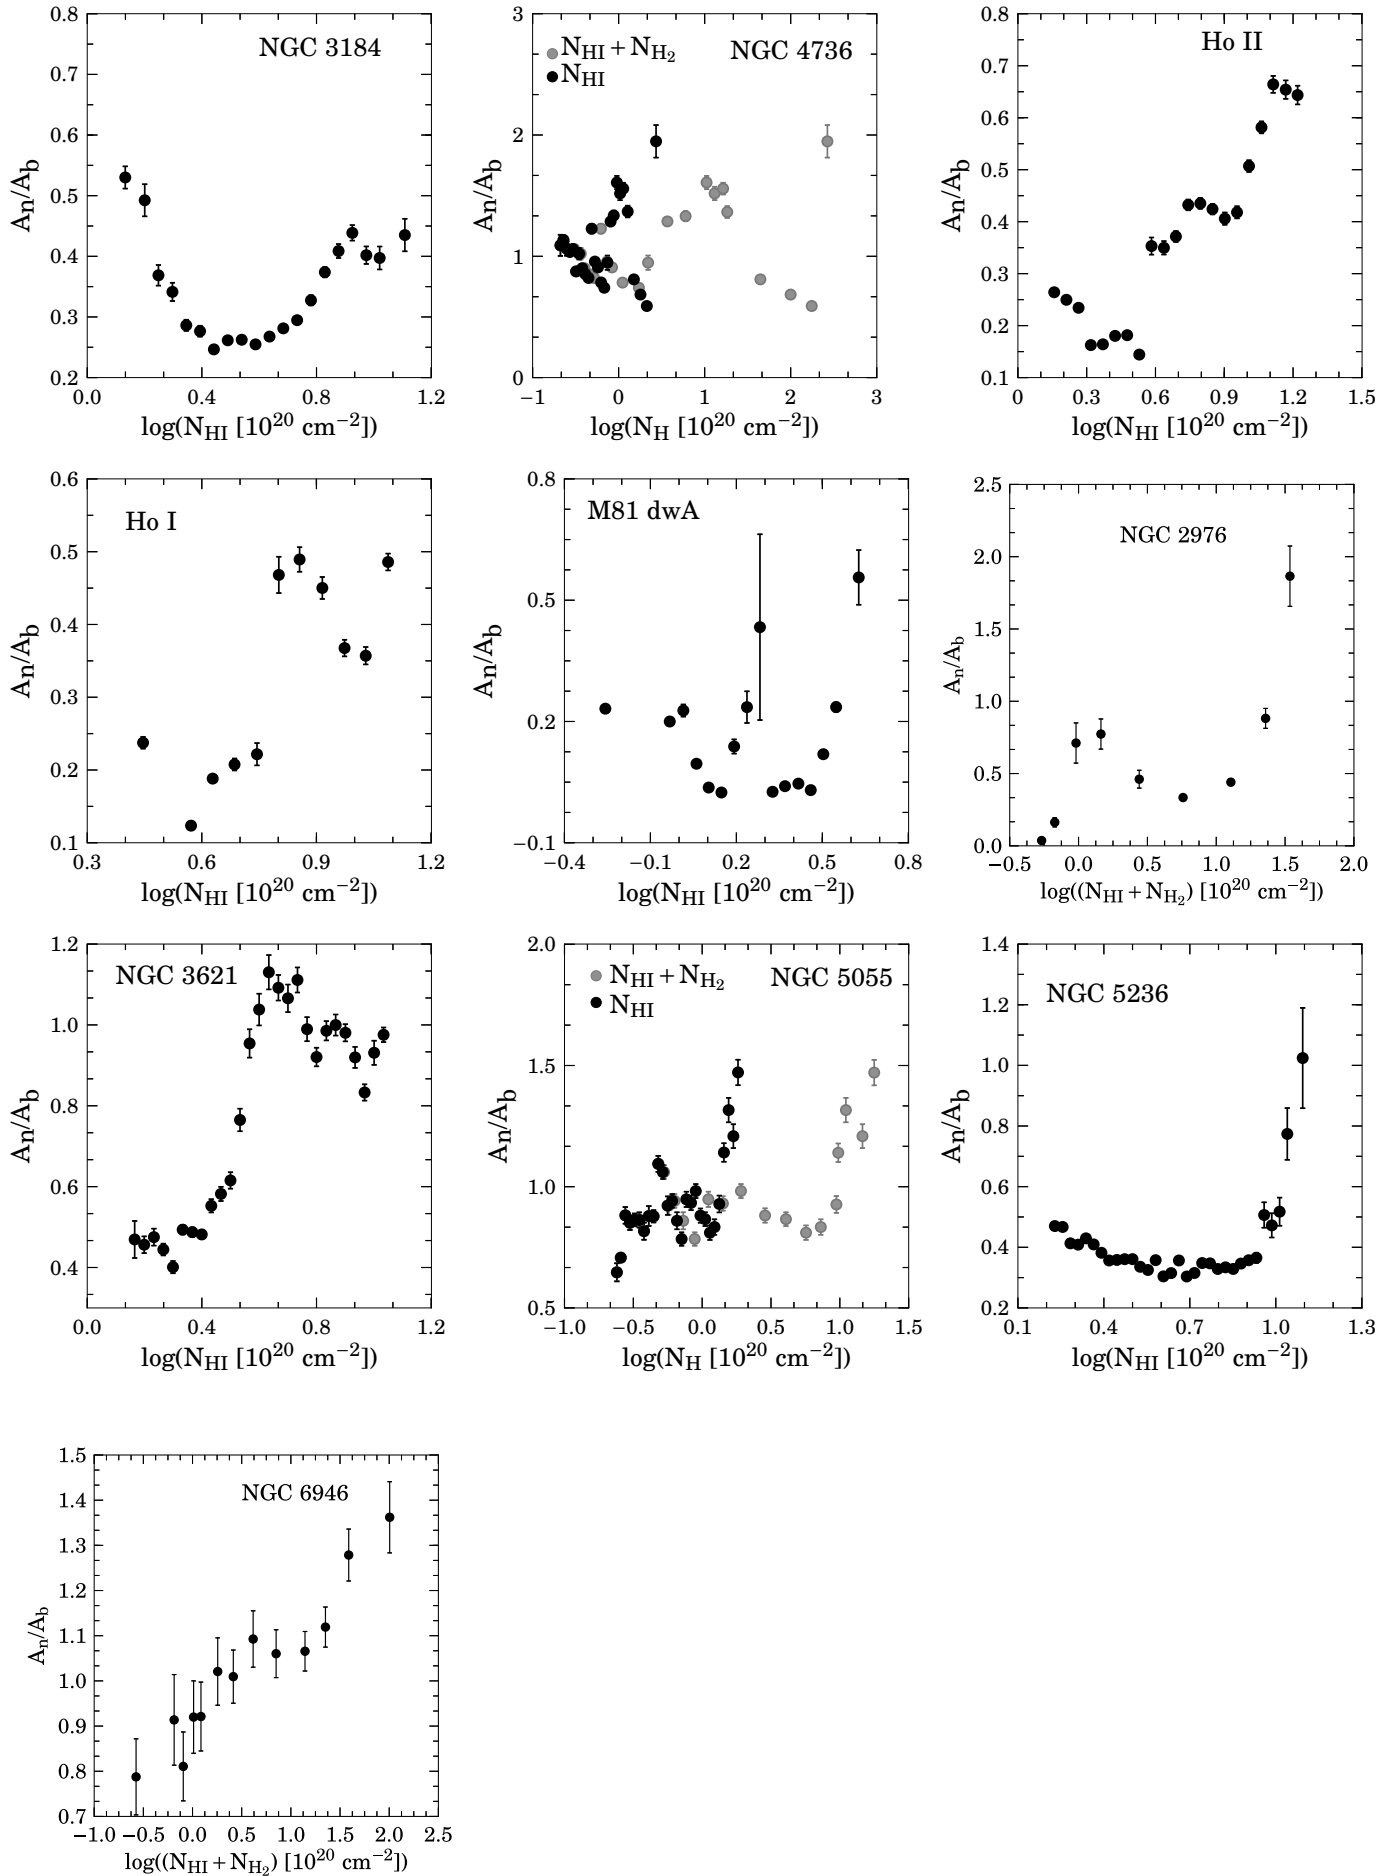 NGC 3184
0.8
0.7
0.6
0.5
0.4
0.3
0.2
0.0 0.4 0.8 1.2
A_n/A_b
log(N_HI [10^20 cm^−2])
N_HI + N_H2
N_HI
NGC 4736
3
2
1
0
−1 0 1 2 3
A_n/A_b
log(N_H [10^20 cm^−2])
Ho II
0.8
0.7
0.6
0.5
0.4
0.3
0.2
0.1
0 0.3 0.6 0.9 1.2 1.5
A_n/A_b
log(N_HI [10^20 cm^−2])
Ho I
0.6
0.5
0.4
0.3
0.2
0.1
0.3 0.6 0.9 1.2
A_n/A_b
log(N_HI [10^20 cm^−2])
M81 dwA
0.8
0.5
0.2
−0.1
−0.4 −0.1 0.2 0.5 0.8
A_n/A_b
log(N_HI [10^20 cm^−2])
NGC 2976
2.5
2.0
1.5
1.0
0.5
0.0
−0.5 0.0 0.5 1.0 1.5 2.0
A_n/A_b
log((N_HI + N_H2) [10^20 cm^−2])
NGC 3621
1.2
1.0
0.8
0.6
0.4
0.0 0.4 0.8 1.2
A_n/A_b
log(N_HI [10^20 cm^−2])
N_HI + N_H2
N_HI
NGC 5055
2.0
1.5
1.0
0.5
−1.0 −0.5 0.0 0.5 1.0 1.5
A_n/A_b
log(N_H [10^20 cm^−2])
NGC 5236
1.4
1.2
1.0
0.8
0.6
0.4
0.2
0.1 0.4 0.7 1.0 1.3
A_n/A_b
log(N_HI [10^20 cm^−2])
NGC 6946
1.5
1.4
1.3
1.2
1.1
1.0
0.9
0.8
0.7
−1.0 −0.5 0.0 0.5 1.0 1.5 2.0 2.5
A_n/A_b
log((N_HI + N_H2) [10^20 cm^−2])